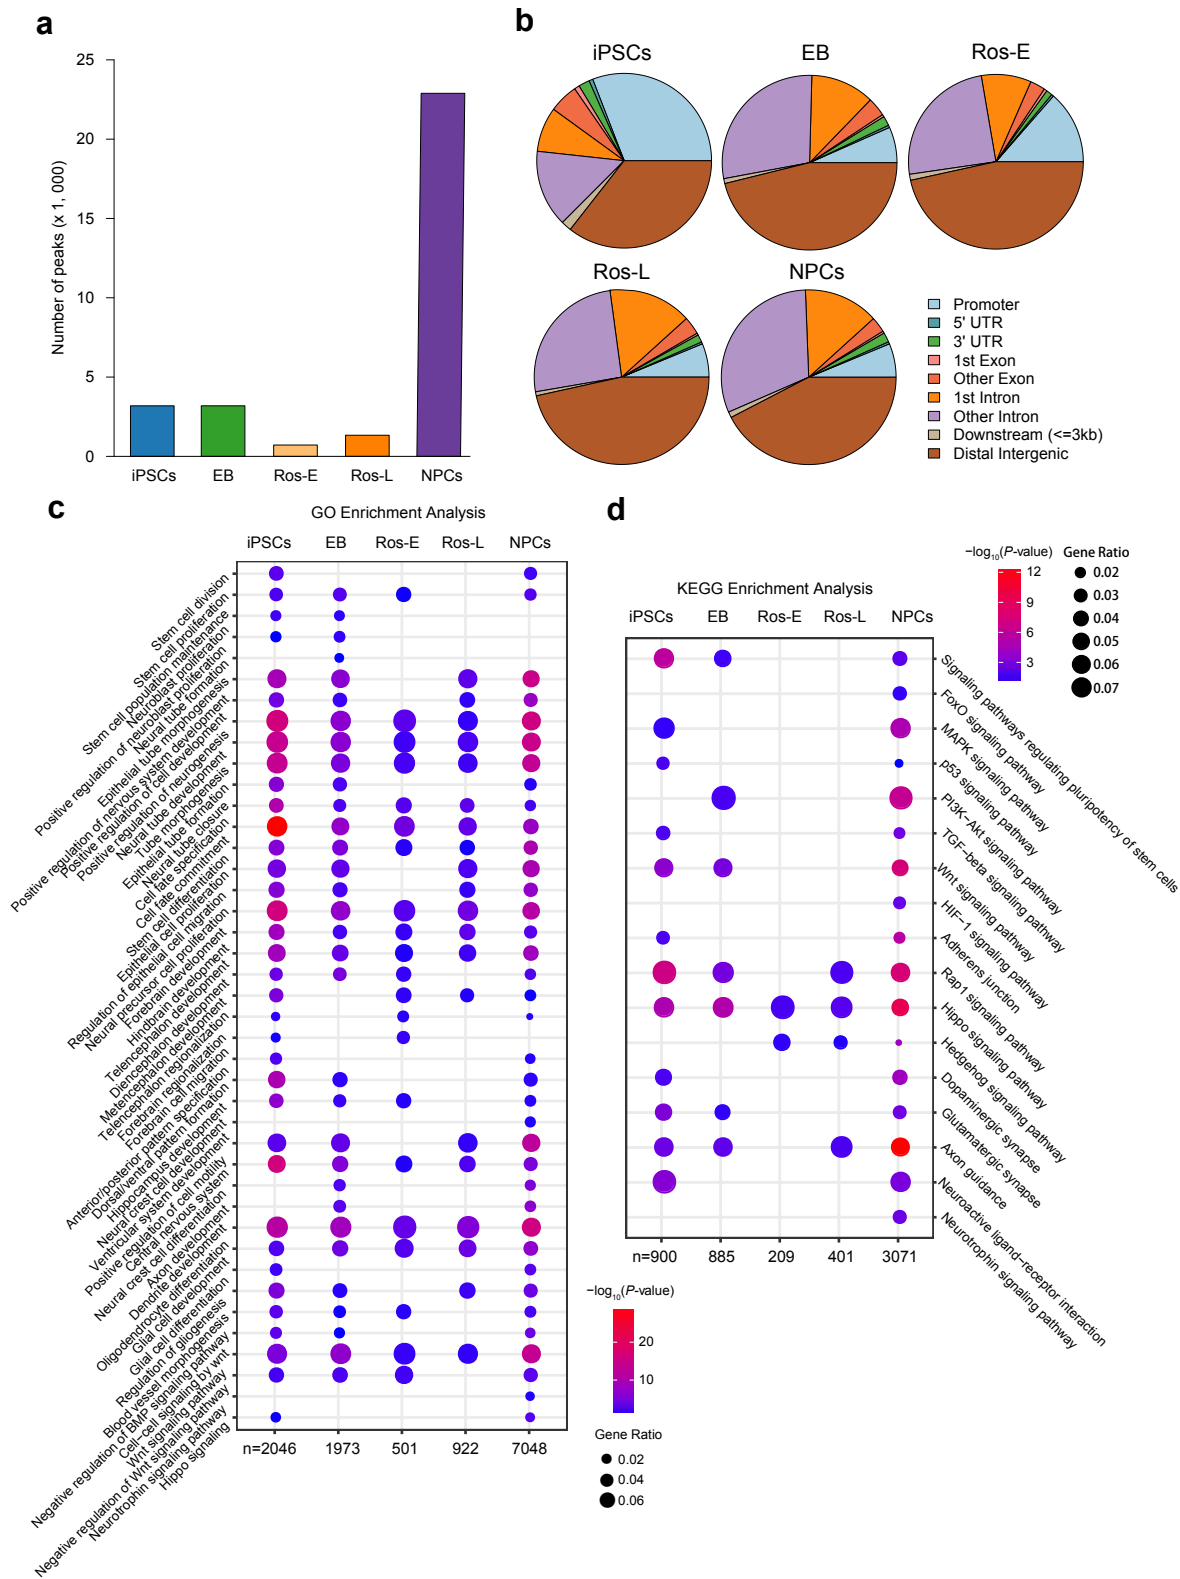 a
25
20
15
10
5
0
Number of peaks (x 1, 000)
iPSCs
EB
Ros-E
Ros-L
NPCs
b
iPSCs
EB
Ros-E
Ros-L
NPCs
Promoter
5' UTR
3' UTR
1st Exon
Other Exon
1st Intron
Other Intron
Downstream (<=3kb)
Distal Intergenic
c
GO Enrichment Analysis
iPSCs
EB
Ros-E
Ros-L
NPCs
Stem cell division
Stem cell proliferation
Stem cell population maintenance
Neuroblast proliferation
Positive regulation of neuroblast proliferation
Neural tube formation
Epithelial tube morphogenesis
Positive regulation of nervous system development
Positive regulation of cell development
Positive regulation of neurogenesis
Neural tube development
Tube morphogenesis
Epithelial tube formation
Neural tube closure
Cell fate specification
Cell fate commitment
Stem cell differentiation
Epithelial cell proliferation
Regulation of epithelial cell migration
Neural precursor cell proliferation
Forebrain development
Hindbrain development
Telencephalon development
Diencephalon development
Metencephalon development
Telencephalon regionalization
Forebrain regionalization
Forebrain cell migration
Anterior/posterior pattern specification
Dorsal/ventral pattern formation
Hippocampus development
Neural crest cell development
Ventricular system development
Positive regulation of cell motility
Central nervous system
Neural crest cell differentiation
Axon development
Dendrite development
Oligodendrocyte differentiation
Glial cell development
Glial cell differentiation
Regulation of gliogenesis
Blood vessel morphogenesis
Negative regulation of BMP signaling pathway
Cell-cell signaling by wnt
Wnt signaling pathway
Negative regulation of Wnt signaling pathway
Neurotrophin signaling pathway
Hippo signaling
n=2046
1973
501
922
7048
−log10(P-value)
20
10
Gene Ratio
0.02
0.04
0.06
d
KEGG Enrichment Analysis
iPSCs
EB
Ros-E
Ros-L
NPCs
−log10(P-value)
12
9
6
3
Gene Ratio
0.02
0.03
0.04
0.05
0.06
0.07
Signaling pathways regulating pluripotency of stem cells
FoxO signaling pathway
MAPK signaling pathway
p53 signaling pathway
PI3K-Akt signaling pathway
TGF-beta signaling pathway
Wnt signaling pathway
HIF-1 signaling pathway
Adherens junction
Rap1 signaling pathway
Hippo signaling pathway
Hedgehog signaling pathway
Dopaminergic synapse
Glutamatergic synapse
Axon guidance
Neuroactive ligand-receptor interaction
Neurotrophin signaling pathway
n=900
885
209
401
3071